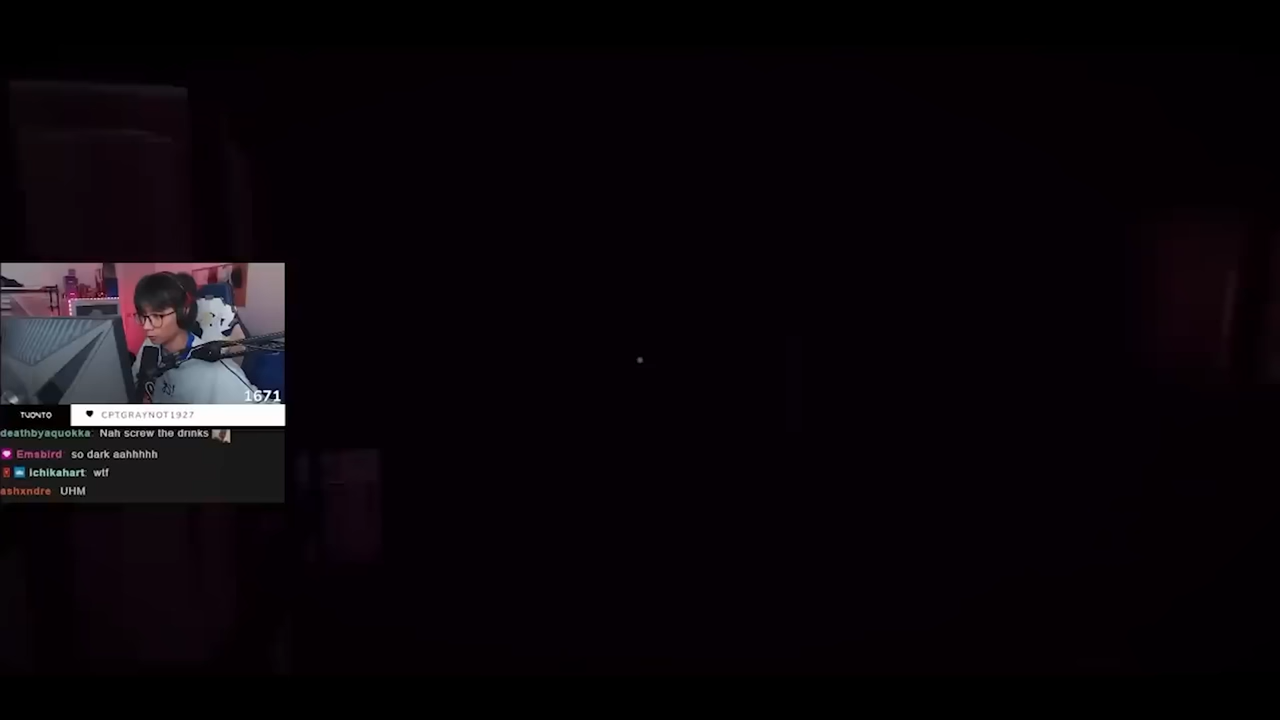 1671
TUONTO CPTGRAYNOT1927
deathbyaquokka: Nah screw the drinks
Emsbird: so dark aahhhhh
ichikahart: wtf
ashxndre UHM